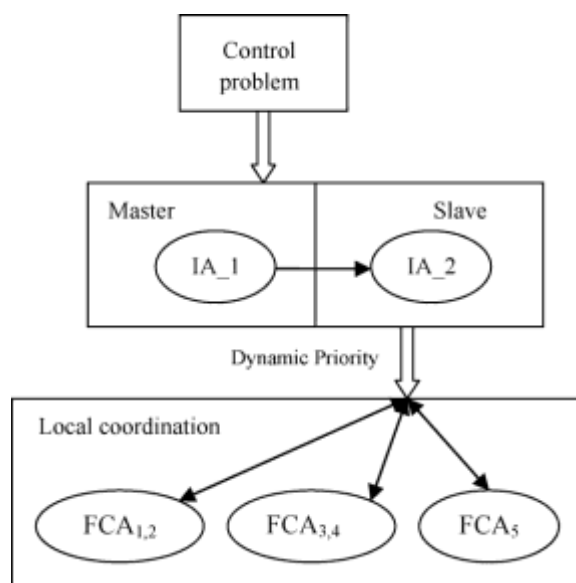 Control
problem
Master Slave
IA_1 IA_2
Dynamic Priority
Local coordination
FCA1,2 FCA3,4 FCA5